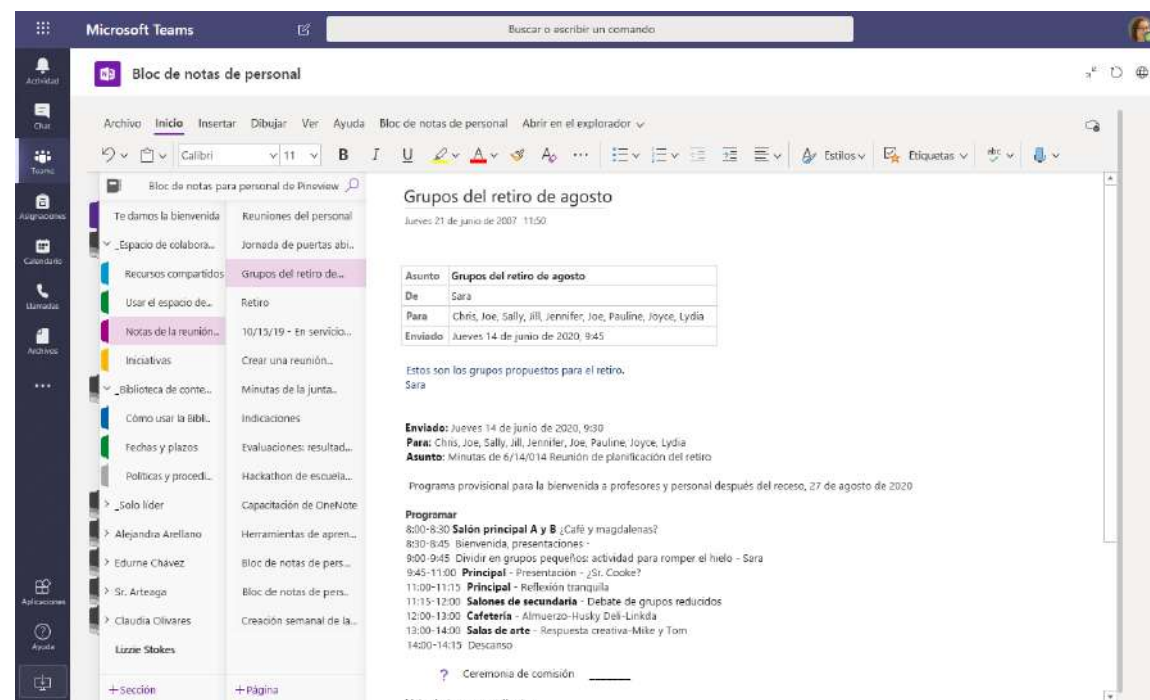 Microsoft Teams
Buscar o escribir un comando
Actividad
Chat
Teams
Asignaciones
Calendario
Llamadas
Archivos
Aplicaciones
Ayuda
Bloc de notas de personal
Archivo Inicio Insertar Dibujar Ver Ayuda Bloc de notas de personal Abrir en el explorador
Calibri 11 B I U A Estilos Etiquetas
Bloc de notas para personal de Pineview
Te damos la bienvenida
_Espacio de colabora...
Recursos compartidos
Usar el espacio de...
Notas de la reunión...
Iniciativas
_Biblioteca de conte...
Cómo usar la Bibl...
Fechas y plazos
Políticas y procedi...
_Solo líder
Alejandra Arellano
Edurne Chávez
Sr. Arteaga
Claudia Olivares
Lizzie Stokes
+ Sección
Reuniones del personal
Jornada de puertas abi...
Grupos del retiro de...
Retiro
10/15/19 - En servicio...
Crear una reunión...
Minutas de la junta...
Indicaciones
Evaluaciones: resultad...
Hackathon de escuela...
Capacitación de OneNote
Herramientas de apren...
Bloc de notas de pers...
Bloc de notas de pers...
Creación semanal de la...
+ Página
Grupos del retiro de agosto
Jueves 21 de junio de 2007 11:50
Asunto Grupos del retiro de agosto
De Sara
Para Chris, Joe, Sally, Jill, Jennifer, Joe, Pauline, Joyce, Lydia
Enviado Jueves 14 de junio de 2020, 9:45
Estos son los grupos propuestos para el retiro.
Sara
Enviado: Jueves 14 de junio de 2020, 9:30
Para: Chris, Joe, Sally, Jill, Jennifer, Joe, Pauline, Joyce, Lydia
Asunto: Minutas de 6/14/014 Reunión de planificación del retiro
Programa provisional para la bienvenida a profesores y personal después del receso, 27 de agosto de 2020
Programar
8:00-8:30 Salón principal A y B ¿Café y magdalenas?
8:30-8:45 Bienvenida, presentaciones -
9:00-9:45 Dividir en grupos pequeños: actividad para romper el hielo - Sara
9:45-11:00 Principal - Presentación - ¿Sr. Cooke?
11:00-11:15 Principal - Reflexión tranquila
11:15-12:00 Salones de secundaria - Debate de grupos reducidos
12:00-13:00 Cafetería - Almuerzo-Husky Deli-Linkda
13:00-14:00 Salas de arte - Respuesta creativa-Mike y Tom
14:00-14:15 Descanso
? Ceremonia de comisión